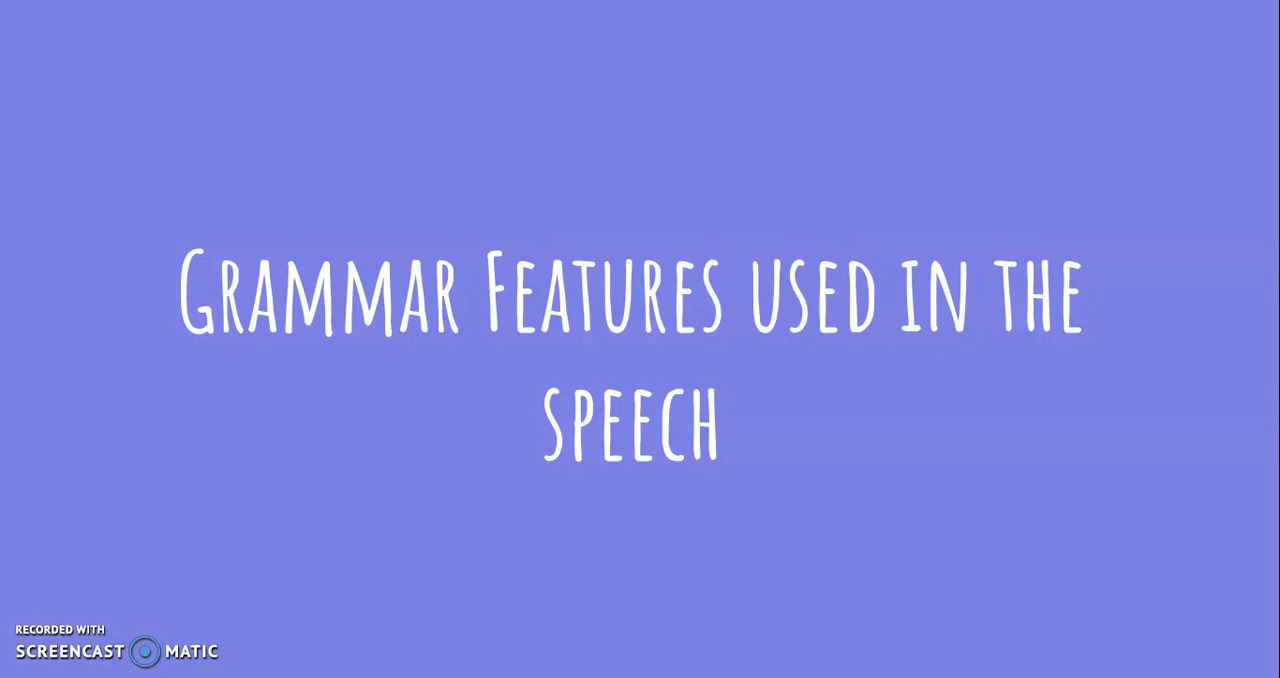 Grammar Features used in the
speech
RECORDED WITH
SCREENCAST MATIC